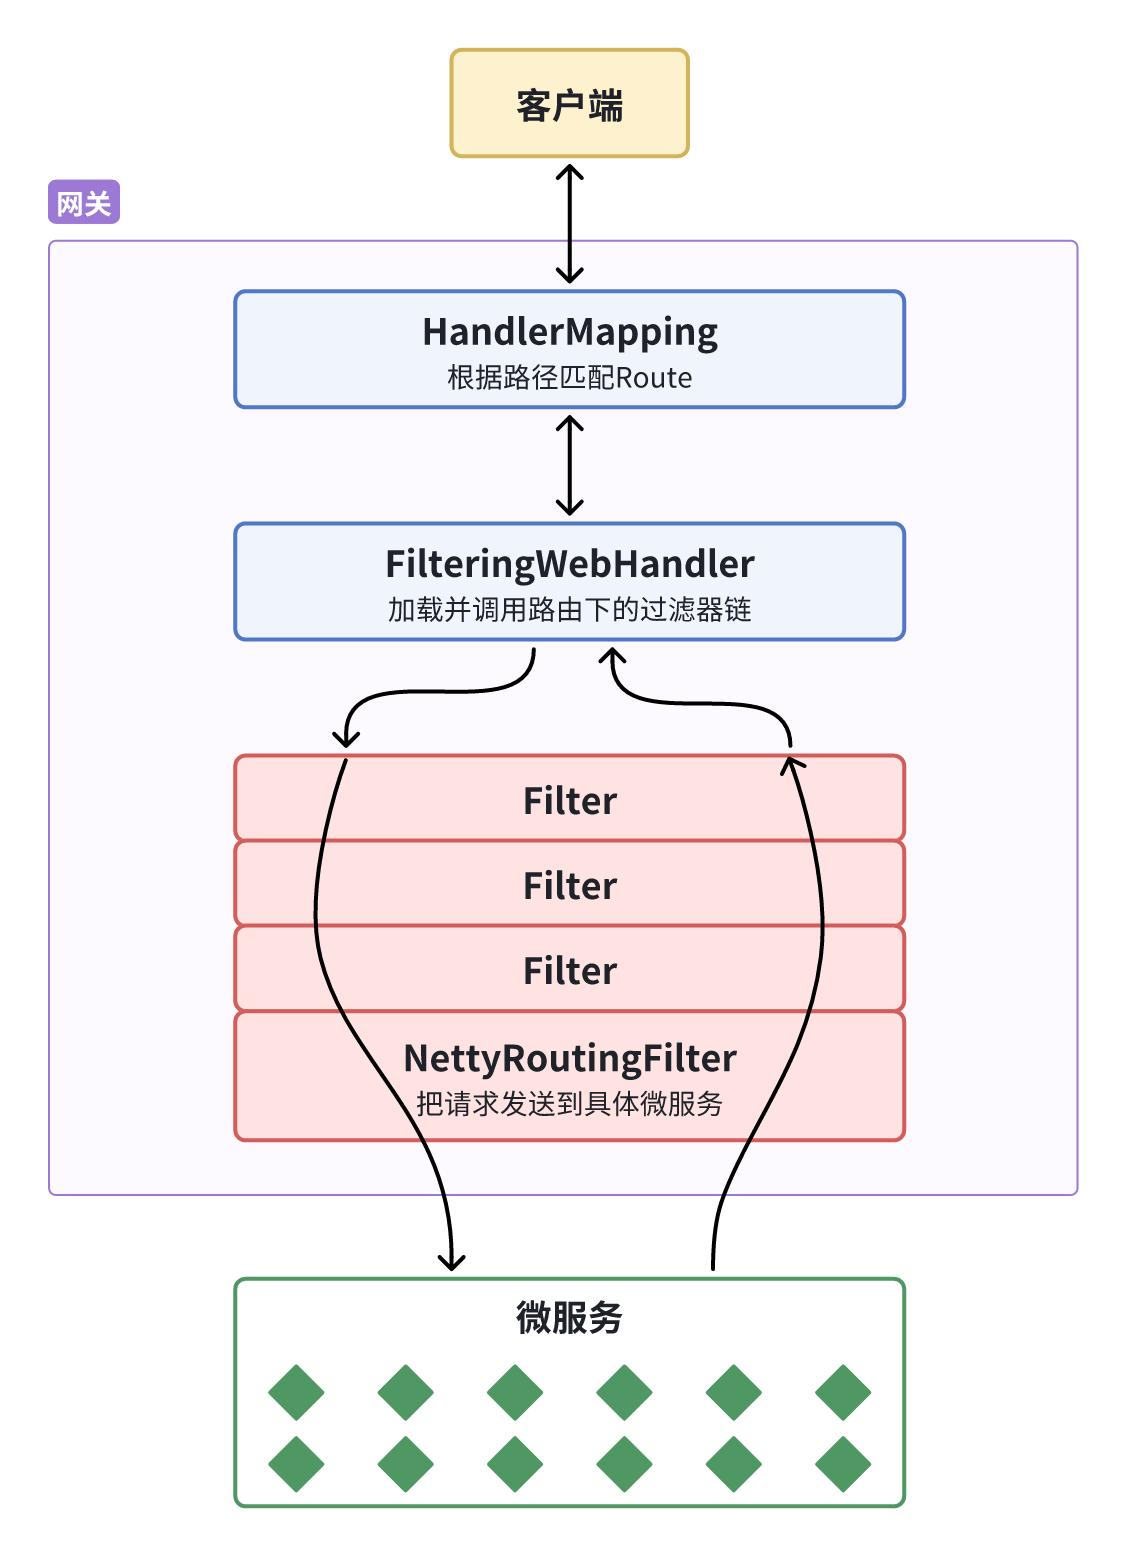 客户端
网关
HandlerMapping
根据路径匹配Route
FilteringWebHandler
加载并调用路由下的过滤器链
Filter
Filter
Filter
NettyRoutingFilter
把请求发送到具体微服务
微服务